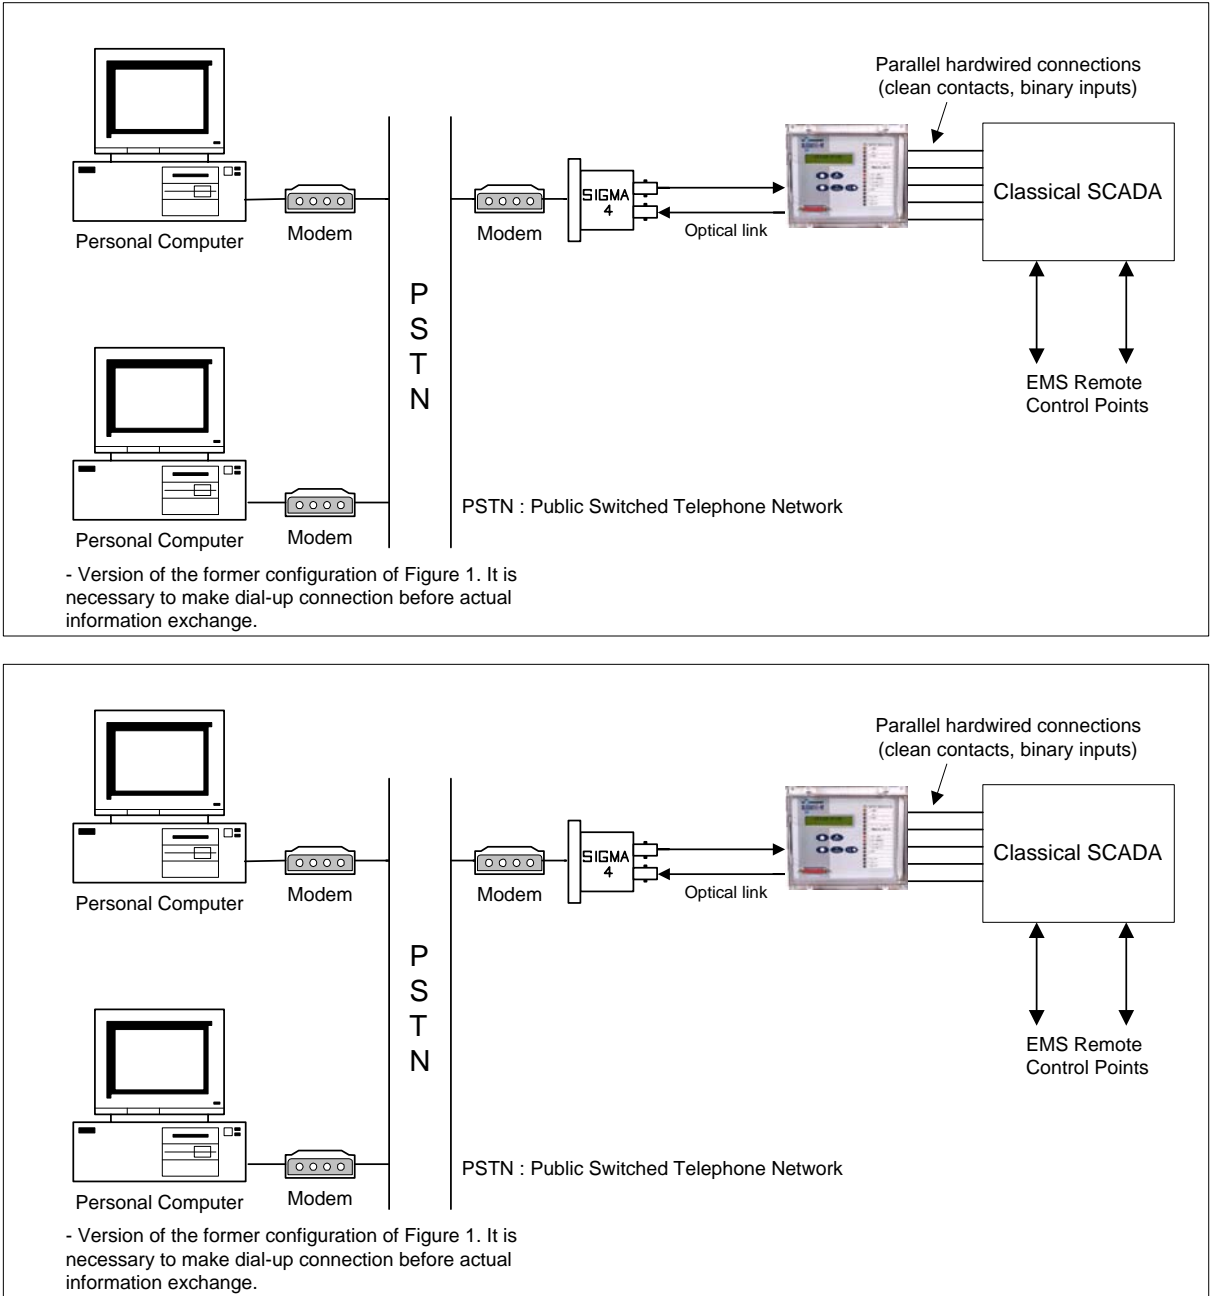 Parallel hardwired connections
(clean contacts, binary inputs)
SIGMA
4
Classical SCADA
Personal Computer
Modem
Modem
Optical link
P
S
T
N
EMS Remote
Control Points
PSTN : Public Switched Telephone Network
Personal Computer
Modem
- Version of the former configuration of Figure 1. It is
necessary to make dial-up connection before actual
information exchange.
Parallel hardwired connections
(clean contacts, binary inputs)
SIGMA
4
Classical SCADA
Personal Computer
Modem
Modem
Optical link
P
S
T
N
EMS Remote
Control Points
PSTN : Public Switched Telephone Network
Personal Computer
Modem
- Version of the former configuration of Figure 1. It is
necessary to make dial-up connection before actual
information exchange.